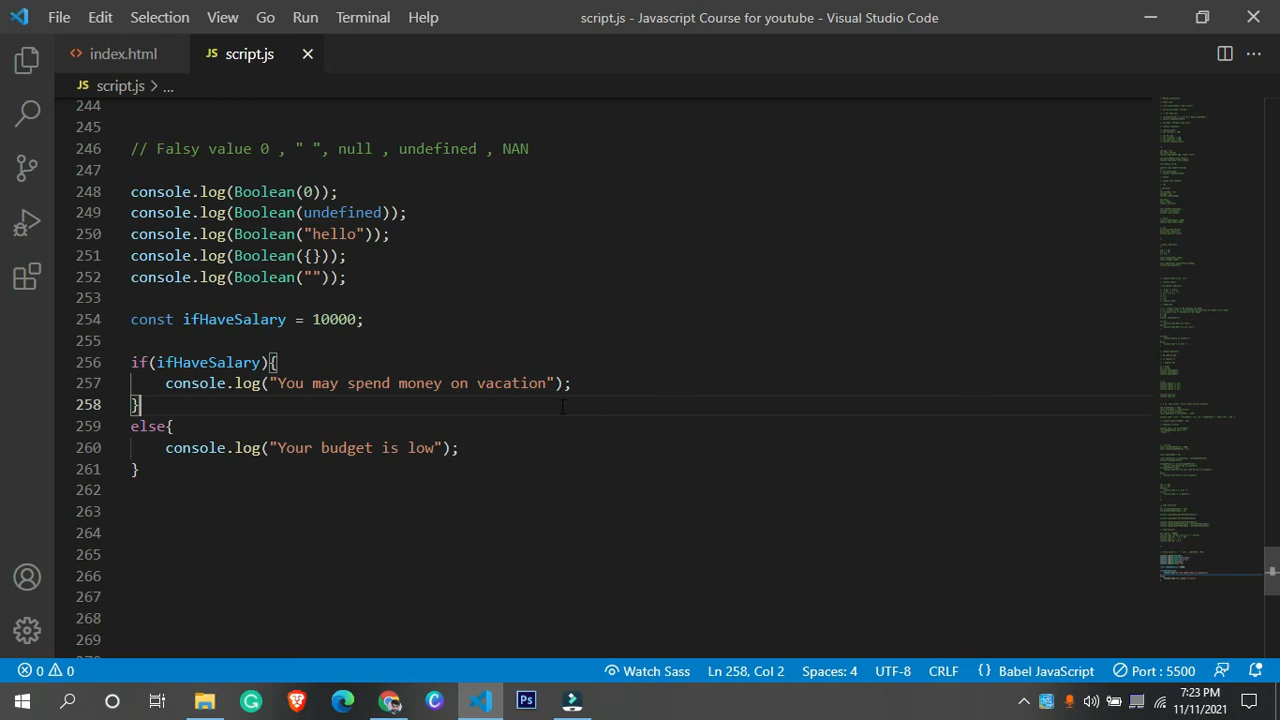 File Edit Selection View Go Run Terminal Help script.js - Javascript Course for youtube - Visual Studio Code
<> index.html JS script.js
JS script.js > ...
244
245
246 // Falsy value 0 . " ", null , undefined , NAN
247
248 console.log(Boolean(0));
249 console.log(Boolean(undefined));
250 console.log(Boolean("hello"));
251 console.log(Boolean({}));
252 console.log(Boolean(""));
253
254 const ifHaveSalary = 10000;
255
256 if(ifHaveSalary){
257 console.log("You may spend money on vacation");
258 }
259 else{
260 console.log("Your budget is low");
261 }
262
263
264
265
266
267
268
269
0 0 Watch Sass Ln 258, Col 2 Spaces: 4 UTF-8 CRLF {} Babel JavaScript Port : 5500
7:23 PM
11/11/2021